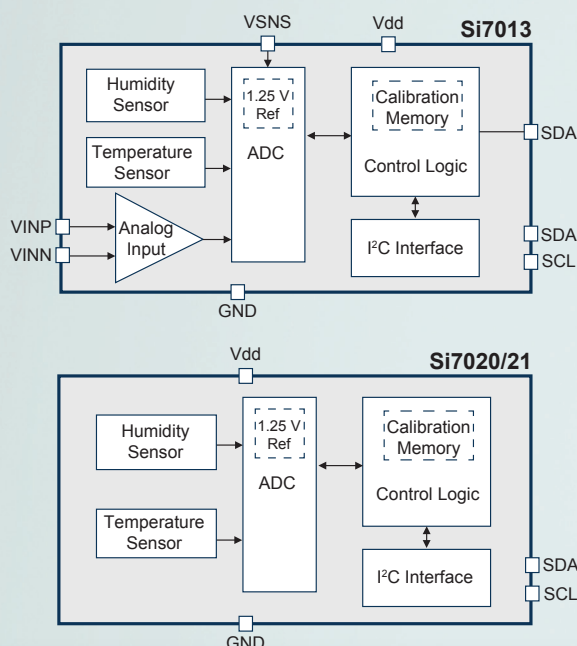 VSNS
Vdd
Si7013
Humidity
Sensor
1.25 V
Ref
ADC
Calibration
Memory
Control Logic
SDA
Temperature
Sensor
VINP
VINN
Analog
Input
I²C Interface
SDA
SCL
GND
Vdd
Si7020/21
Humidity
Sensor
1.25 V
Ref
ADC
Calibration
Memory
Control Logic
Temperature
Sensor
I²C Interface
SDA
SCL
GND